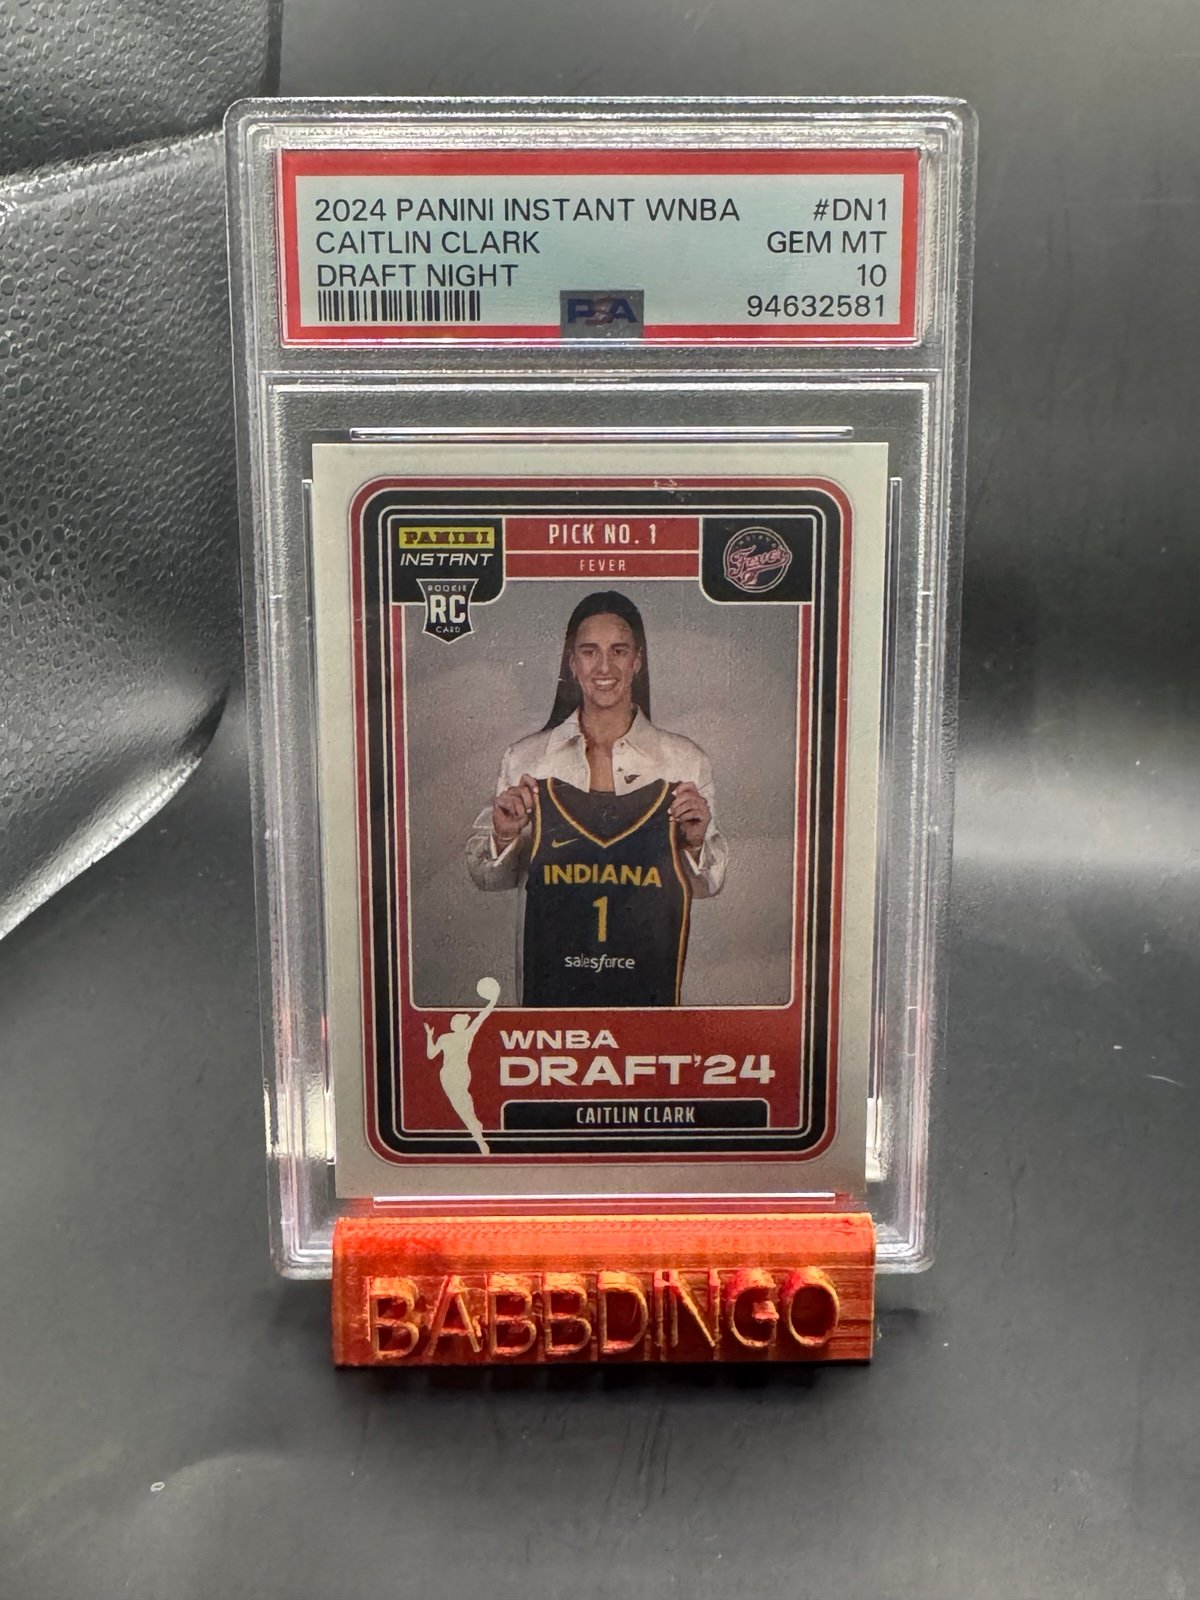 2024 PANINI INSTANT WNBA #DN1
CAITLIN CLARK GEM MT
DRAFT NIGHT 10
PSA 94632581
PANINI
INSTANT
PICK NO. 1
FEVER
INDIANA
Fever
ROOKIE
RC
CARD
INDIANA
1
salesforce
WNBA
DRAFT'24
CAITLIN CLARK
BABBDINGO